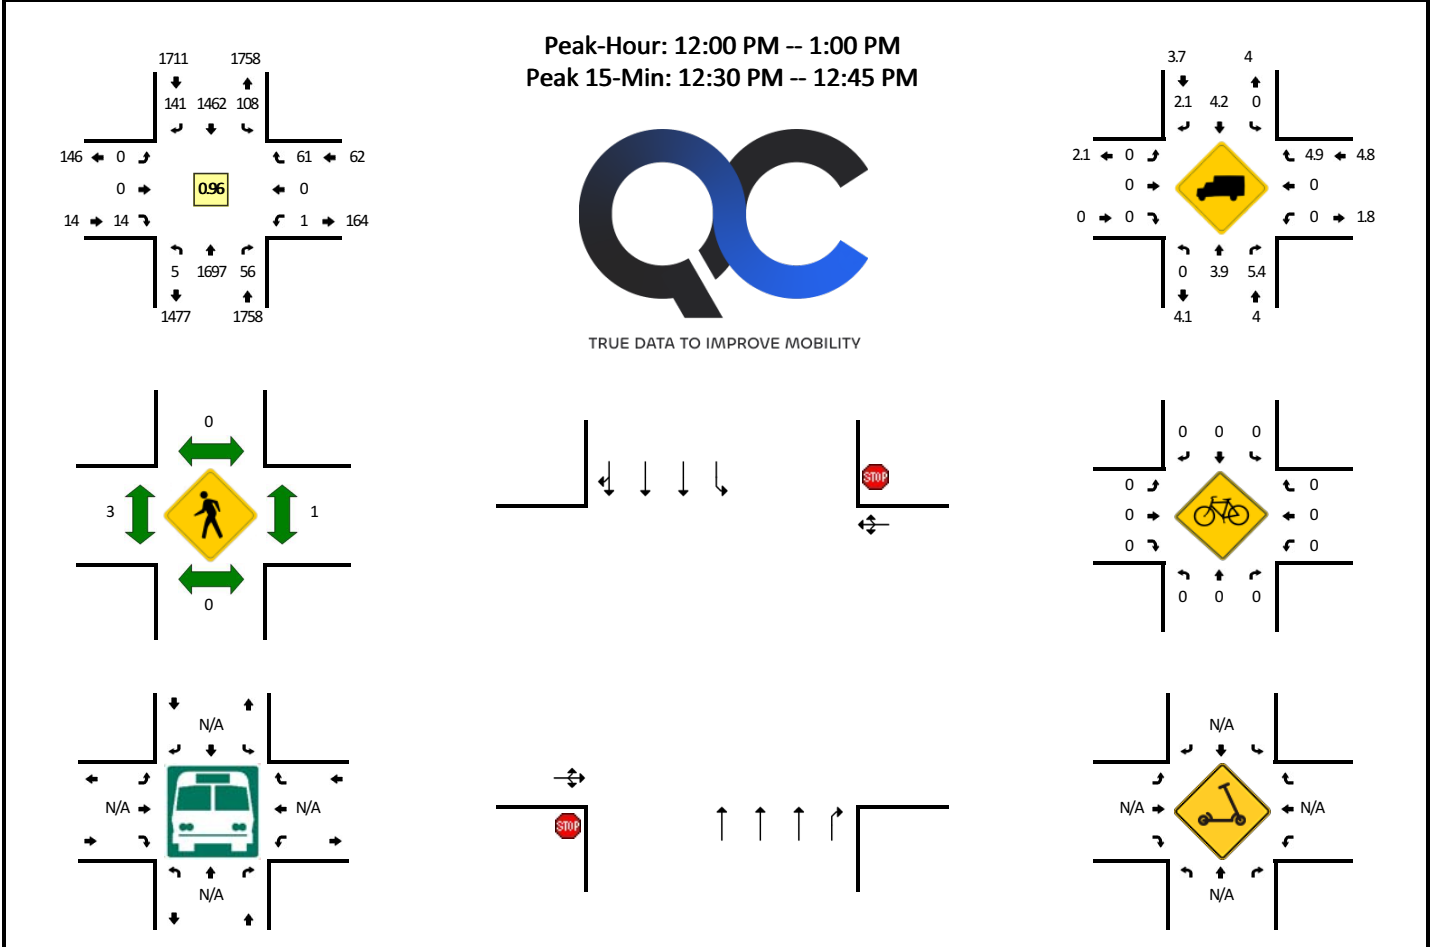 Peak-Hour: 12:00 PM -- 1:00 PM
Peak 15-Min: 12:30 PM -- 12:45 PM
1711 1758
141 1462 108
146 0 61 62
0 0.96 0
14 14 1 164
5 1697 56
1477 1758
TRUE DATA TO IMPROVE MOBILITY
3.7 4
2.1 4.2 0
2.1 0 4.9 4.8
0 0
0 0 0 1.8
0 3.9 5.4
4.1 4
0
3 1
0
STOP
STOP
0 0 0
0 0
0 0
0 0
0 0 0
N/A
N/A N/A
N/A
N/A
N/A N/A
N/A